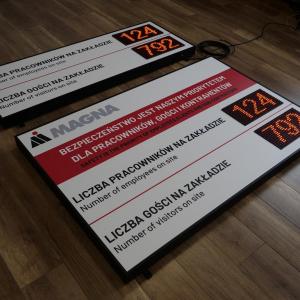 LICZBA PRACOWNIKÓW NA ZAKŁADZIE 124
Number of employees on site
LICZBA GOŚCI NA ZAKŁADZIE 792
Number of visitors on site
MAGNA
BEZPIECZEŃSTWO JEST NASZYM PRIORYTETEM
DLA PRACOWNIKÓW, GOŚCI I KONTRAHENTÓW
LICZBA PRACOWNIKÓW NA ZAKŁADZIE 124
Number of employees on site
LICZBA GOŚCI NA ZAKŁADZIE 792
Number of visitors on site